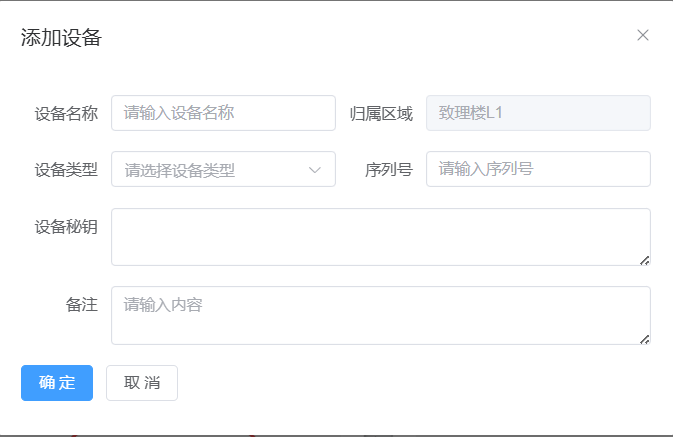 添加设备
设备名称 请输入设备名称 归属区域 致理楼L1
设备类型 请选择设备类型 序列号 请输入序列号
设备秘钥
备注 请输入内容
确 定 取 消